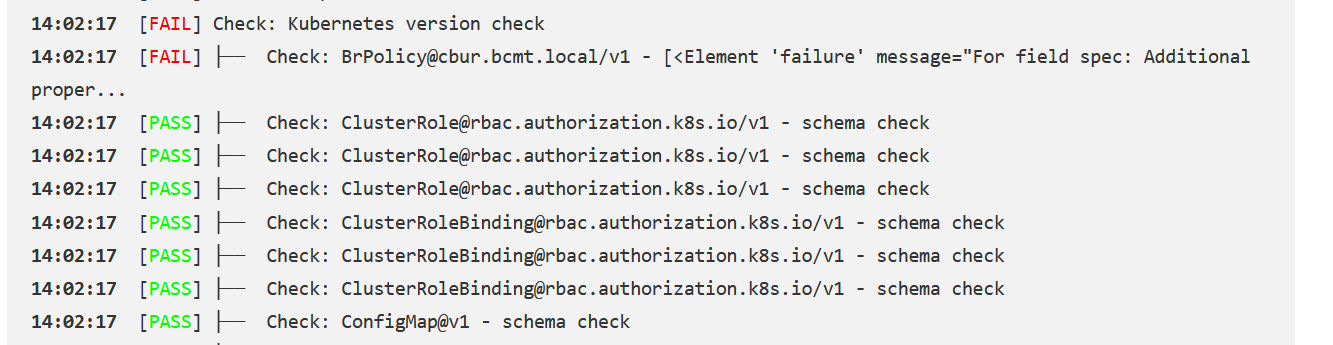 14:02:17 [FAIL] Check: Kubernetes version check
14:02:17 [FAIL] ├── Check: BrPolicy@cbur.bcmt.local/v1 - [<Element 'failure' message="For field spec: Additional
proper...
14:02:17 [PASS] ├── Check: ClusterRole@rbac.authorization.k8s.io/v1 - schema check
14:02:17 [PASS] ├── Check: ClusterRole@rbac.authorization.k8s.io/v1 - schema check
14:02:17 [PASS] ├── Check: ClusterRole@rbac.authorization.k8s.io/v1 - schema check
14:02:17 [PASS] ├── Check: ClusterRoleBinding@rbac.authorization.k8s.io/v1 - schema check
14:02:17 [PASS] ├── Check: ClusterRoleBinding@rbac.authorization.k8s.io/v1 - schema check
14:02:17 [PASS] ├── Check: ClusterRoleBinding@rbac.authorization.k8s.io/v1 - schema check
14:02:17 [PASS] ├── Check: ConfigMap@v1 - schema check